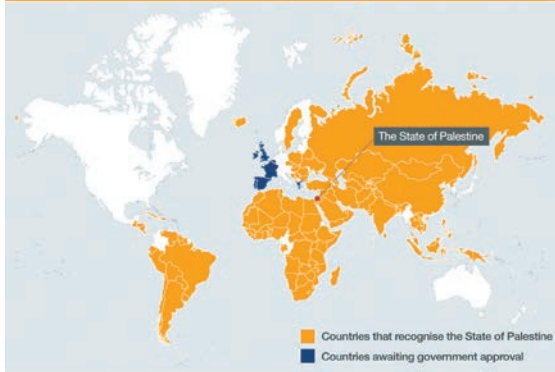 The State of Palestine
Countries that recognise the State of Palestine
Countries awaiting government approval